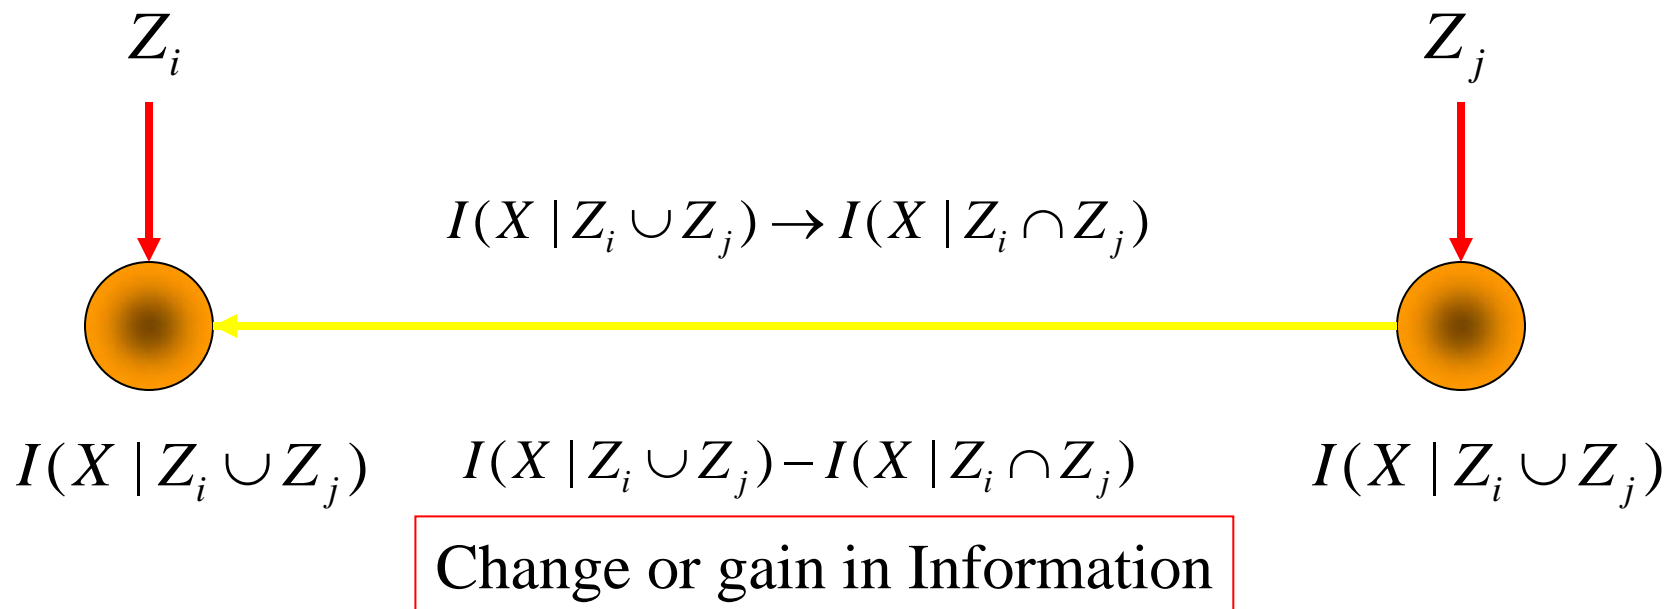 Z_i Z_j
I(X | Z_i ∪ Z_j) → I(X | Z_i ∩ Z_j)
I(X | Z_i ∪ Z_j) I(X | Z_i ∪ Z_j) − I(X | Z_i ∩ Z_j) I(X | Z_i ∪ Z_j)
Change or gain in Information